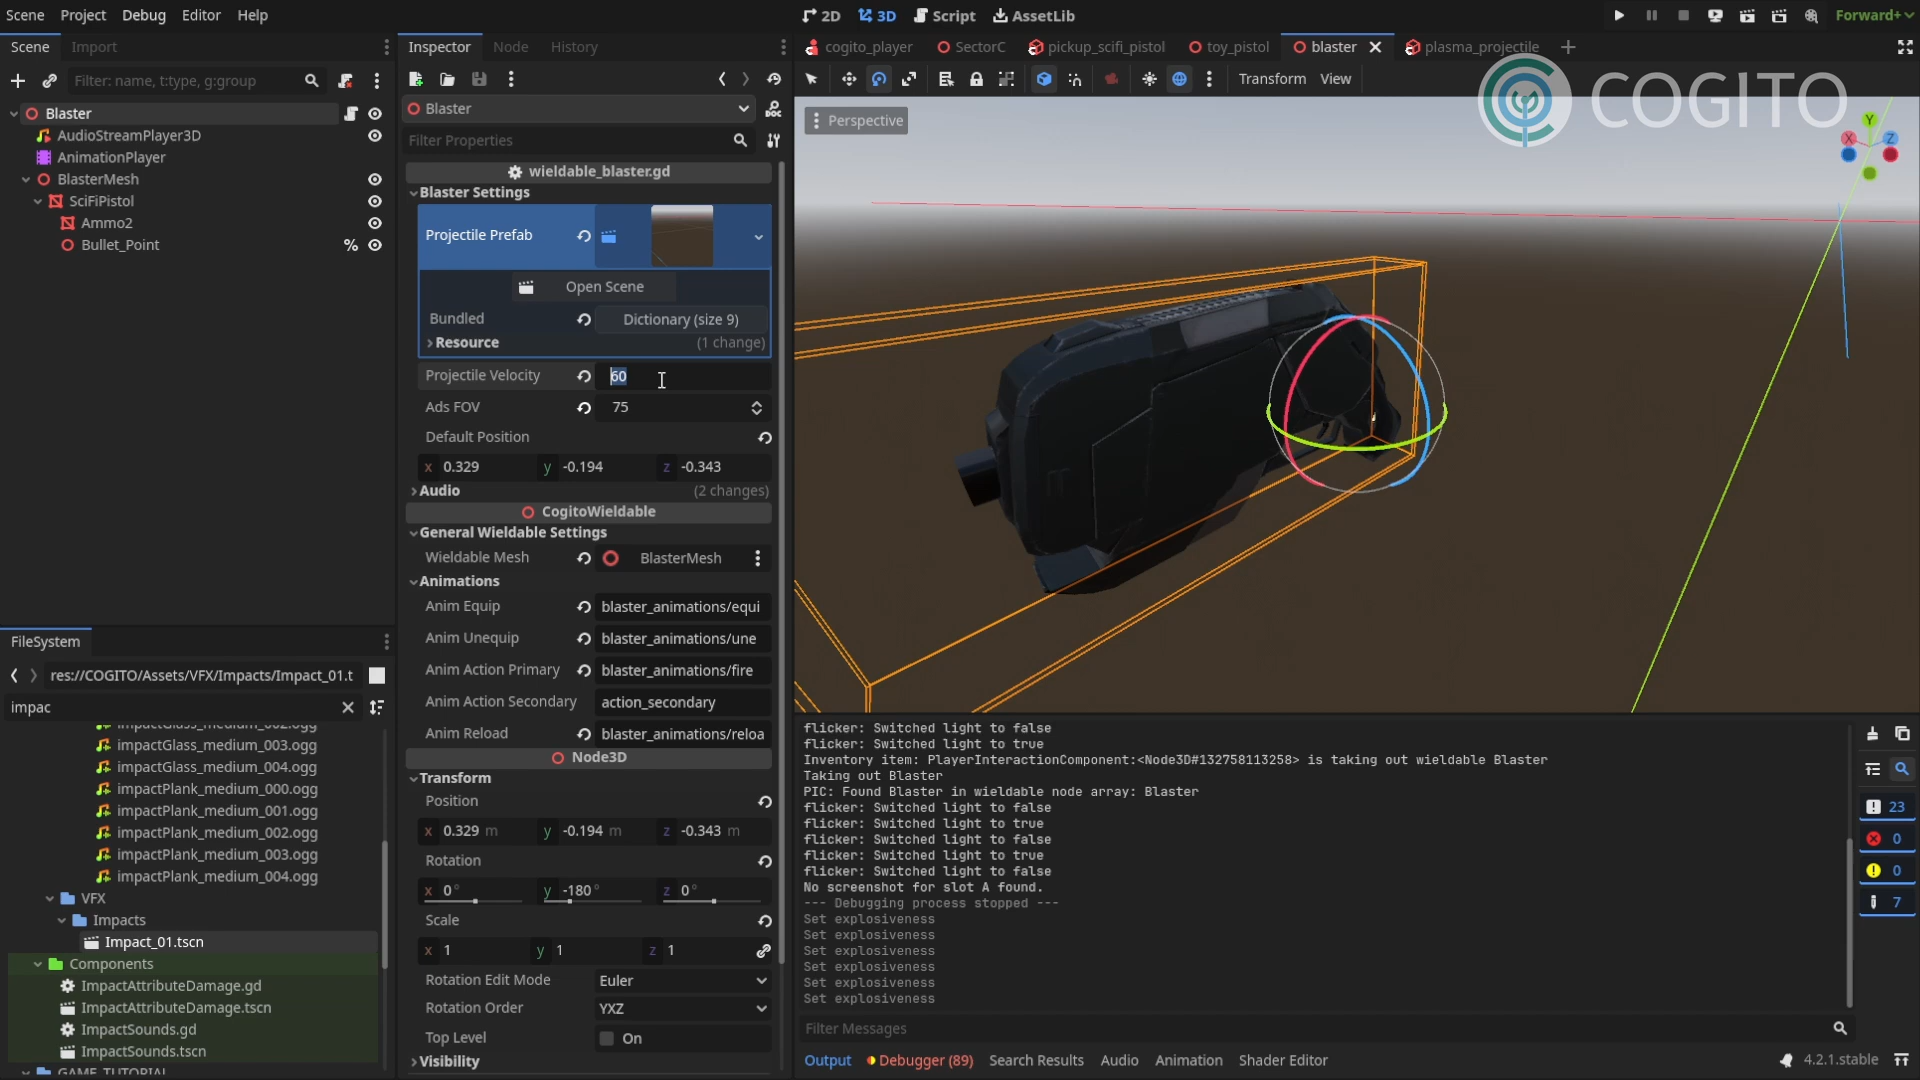 Scene Project Debug Editor Help
2D 3D Script AssetLib
Forward+
Scene Import
Inspector Node History
cogito_player SectorC pickup_scifi_pistol toy_pistol blaster plasma_projectile
Filter: name, t:type, g:group
Transform View
COGITO
Blaster
AudioStreamPlayer3D
AnimationPlayer
BlasterMesh
SciFiPistol
Ammo2
Bullet_Point
Blaster
Filter Properties
wieldable_blaster.gd
Blaster Settings
Projectile Prefab
Open Scene
Bundled Dictionary (size 9)
Resource (1 change)
Projectile Velocity 60
Ads FOV 75
Default Position
x 0.329 y -0.194 z -0.343
Audio (2 changes)
CogitoWieldable
General Wieldable Settings
Wieldable Mesh BlasterMesh
Animations
Anim Equip blaster_animations/equi
Anim Unequip blaster_animations/une
Anim Action Primary blaster_animations/fire
Anim Action Secondary action_secondary
Anim Reload blaster_animations/reloa
Node3D
Transform
Position
x 0.329 m y -0.194 m z -0.343 m
Rotation
x 0 ° y -180 ° z 0 °
Scale
x 1 y 1 z 1
Rotation Edit Mode Euler
Rotation Order YXZ
Top Level On
Visibility
Perspective
Y
X Z
FileSystem
res://COGITO/Assets/VFX/Impacts/Impact_01.t
impac
impactGlass_medium_002.ogg
impactGlass_medium_003.ogg
impactGlass_medium_004.ogg
impactPlank_medium_000.ogg
impactPlank_medium_001.ogg
impactPlank_medium_002.ogg
impactPlank_medium_003.ogg
impactPlank_medium_004.ogg
VFX
Impacts
Impact_01.tscn
Components
ImpactAttributeDamage.gd
ImpactAttributeDamage.tscn
ImpactSounds.gd
ImpactSounds.tscn
GAME_TUTORIAL
flicker: Switched light to false
flicker: Switched light to true
Inventory item: PlayerInteractionComponent:<Node3D#132758113258> is taking out wieldable Blaster
Taking out Blaster
PIC: Found Blaster in wieldable node array: Blaster
flicker: Switched light to false
flicker: Switched light to true
flicker: Switched light to false
flicker: Switched light to true
flicker: Switched light to false
No screenshot for slot A found.
--- Debugging process stopped ---
Set explosiveness
Set explosiveness
Set explosiveness
Set explosiveness
Set explosiveness
Set explosiveness
23
0
0
7
Filter Messages
Output Debugger (89) Search Results Audio Animation Shader Editor
4.2.1.stable